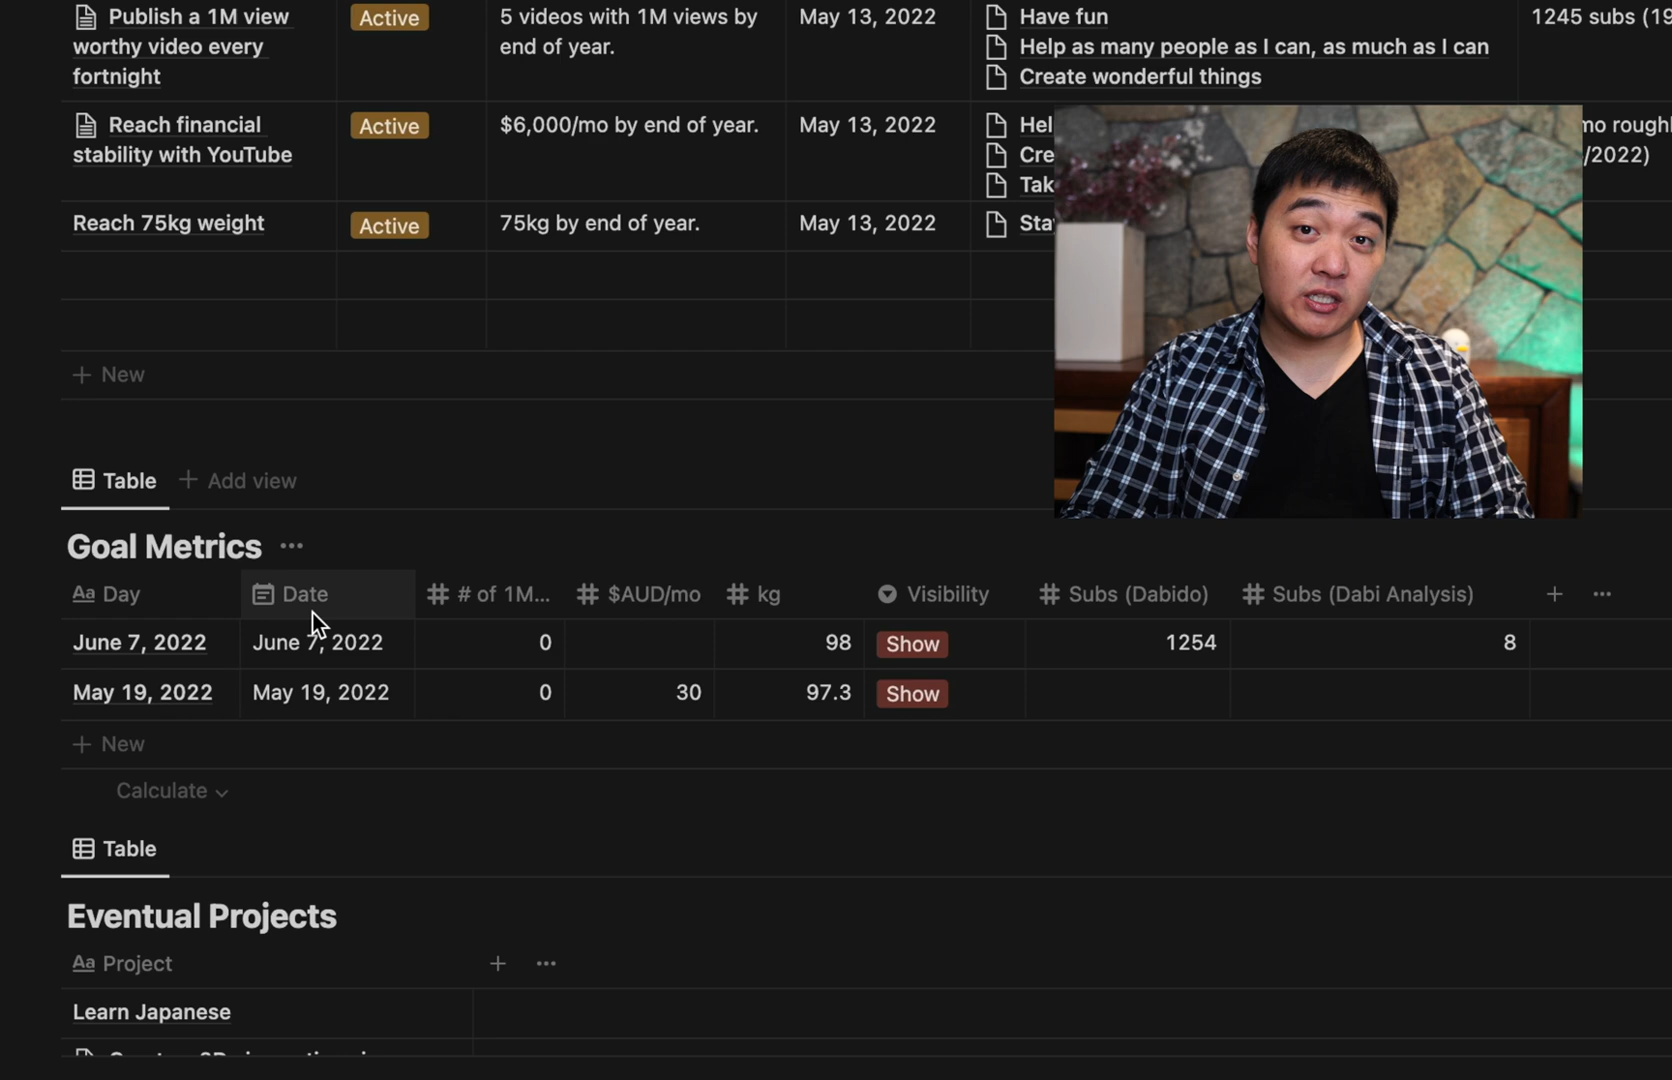 Publish a 1M view
worthy video every
fortnight
Active
5 videos with 1M views by
end of year.
May 13, 2022
Have fun
Help as many people as I can, as much as I can
Create wonderful things
1245 subs (19
Reach financial
stability with YouTube
Active
$6,000/mo by end of year.
May 13, 2022
Hel
Cre
Tak
mo roughl
/2022)
Reach 75kg weight
Active
75kg by end of year.
May 13, 2022
Sta
+ New
Table + Add view
Goal Metrics ...
Aa Day Date # # of 1M... # $AUD/mo # kg Visibility # Subs (Dabido) # Subs (Dabi Analysis) + ...
June 7, 2022 June 7, 2022 0 98 Show 1254 8
May 19, 2022 May 19, 2022 0 30 97.3 Show
+ New
Calculate
Table
Eventual Projects
Aa Project + ...
Learn Japanese